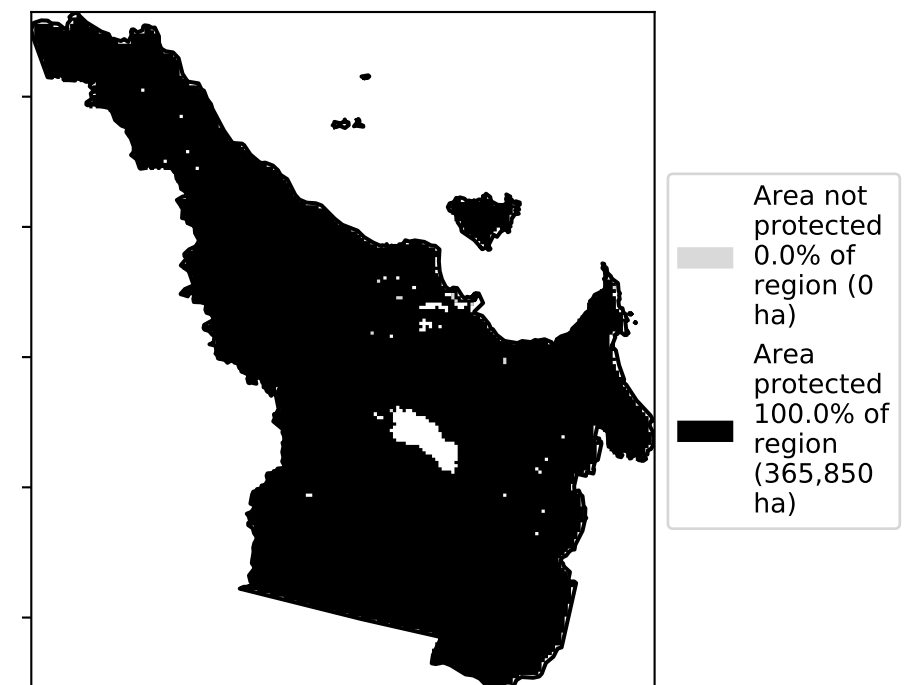 Area not
protected
0.0% of
region (0
ha)
Area
protected
100.0% of
region
(365,850
ha)